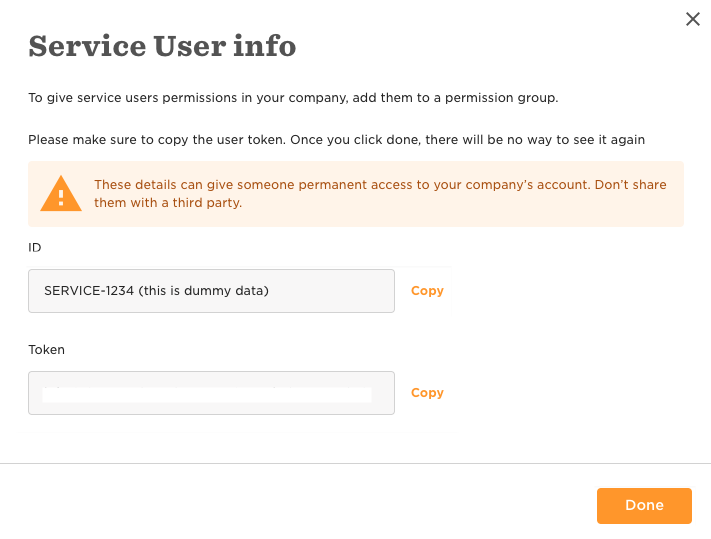 Service User info
To give service users permissions in your company, add them to a permission group.
Please make sure to copy the user token. Once you click done, there will be no way to see it again
These details can give someone permanent access to your company’s account. Don’t share
them with a third party.
ID
SERVICE-1234 (this is dummy data)
Copy
Token
Copy
Done